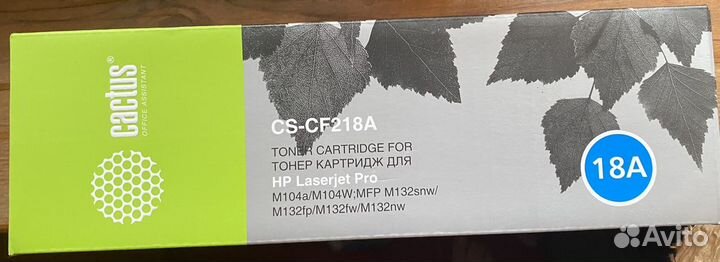 cactus®
OFFICE ASSISTANT
CS-CF218A
TONER CARTRIDGE FOR
ТОНЕР КАРТРИДЖ ДЛЯ
HP Laserjet Pro
M104a/M104W;MFP M132snw/
M132fp/M132fw/M132nw
18A
Avito